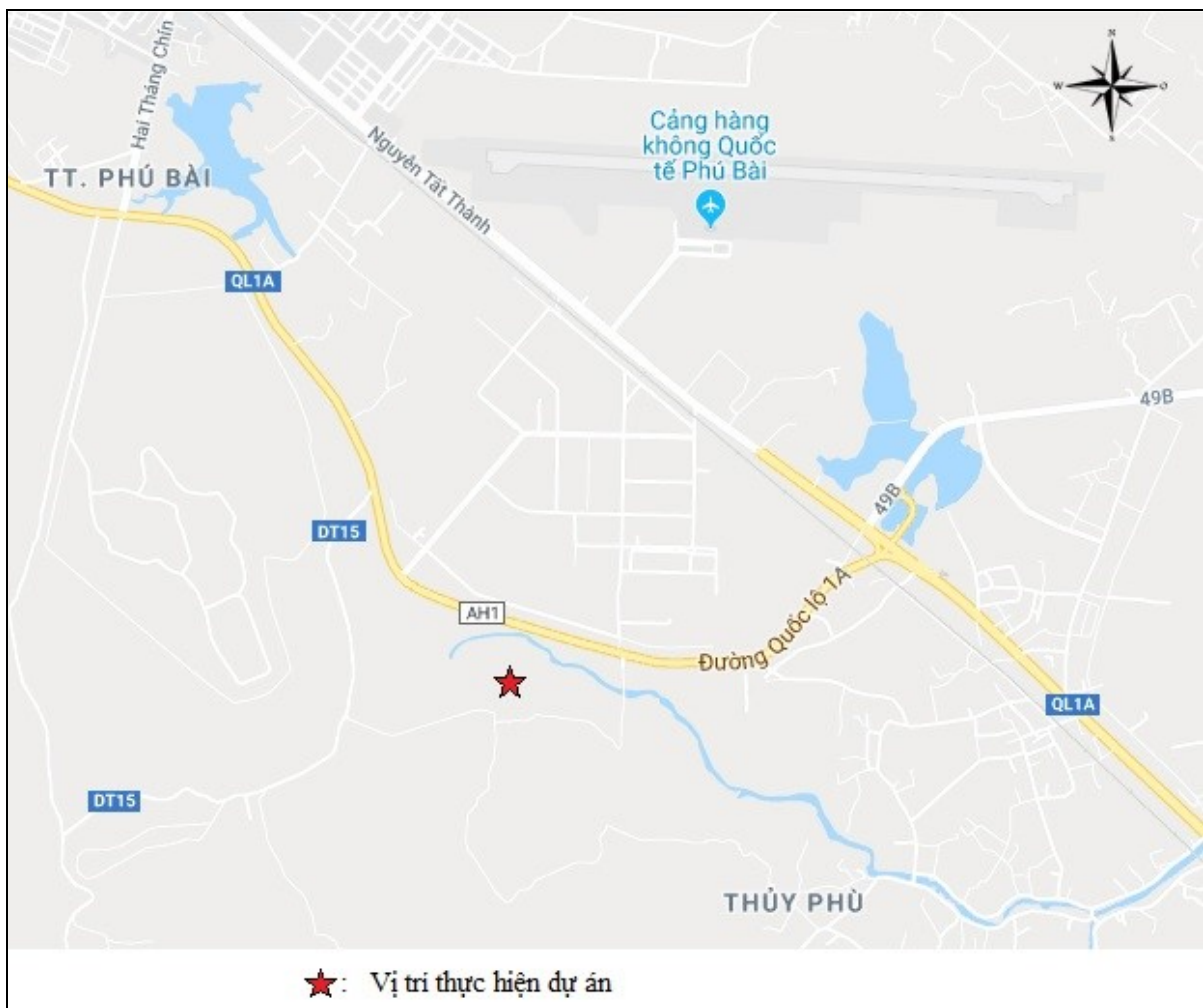 N
W
O
S
Hai Tháng Chín
TT. PHÚ BÀI
Nguyễn Tất Thành
Cảng hàng
không Quốc
tế Phú Bài
QL1A
49B
49B
DT15
AH1
Đường Quốc lộ 1A
QL1A
DT15
THỦY PHÙ
: Vị trí thực hiện dự án